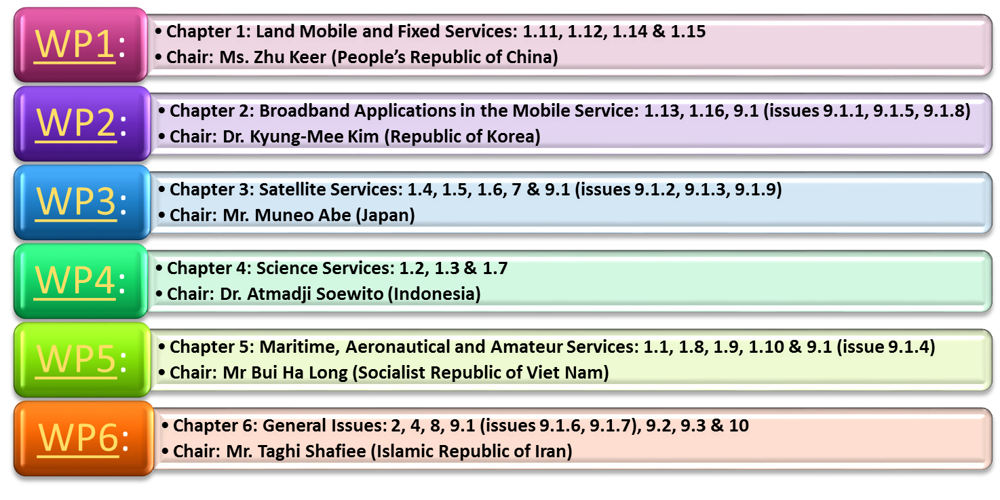 WP1:
• Chapter 1: Land Mobile and Fixed Services: 1.11, 1.12, 1.14 & 1.15
• Chair: Ms. Zhu Keer (People’s Republic of China)
WP2:
• Chapter 2: Broadband Applications in the Mobile Service: 1.13, 1.16, 9.1 (issues 9.1.1, 9.1.5, 9.1.8)
• Chair: Dr. Kyung-Mee Kim (Republic of Korea)
WP3:
• Chapter 3: Satellite Services: 1.4, 1.5, 1.6, 7 & 9.1 (issues 9.1.2, 9.1.3, 9.1.9)
• Chair: Mr. Muneo Abe (Japan)
WP4:
• Chapter 4: Science Services: 1.2, 1.3 & 1.7
• Chair: Dr. Atmadji Soewito (Indonesia)
WP5:
• Chapter 5: Maritime, Aeronautical and Amateur Services: 1.1, 1.8, 1.9, 1.10 & 9.1 (issue 9.1.4)
• Chair: Mr Bui Ha Long (Socialist Republic of Viet Nam)
WP6:
• Chapter 6: General Issues: 2, 4, 8, 9.1 (issues 9.1.6, 9.1.7), 9.2, 9.3 & 10
• Chair: Mr. Taghi Shafiee (Islamic Republic of Iran)